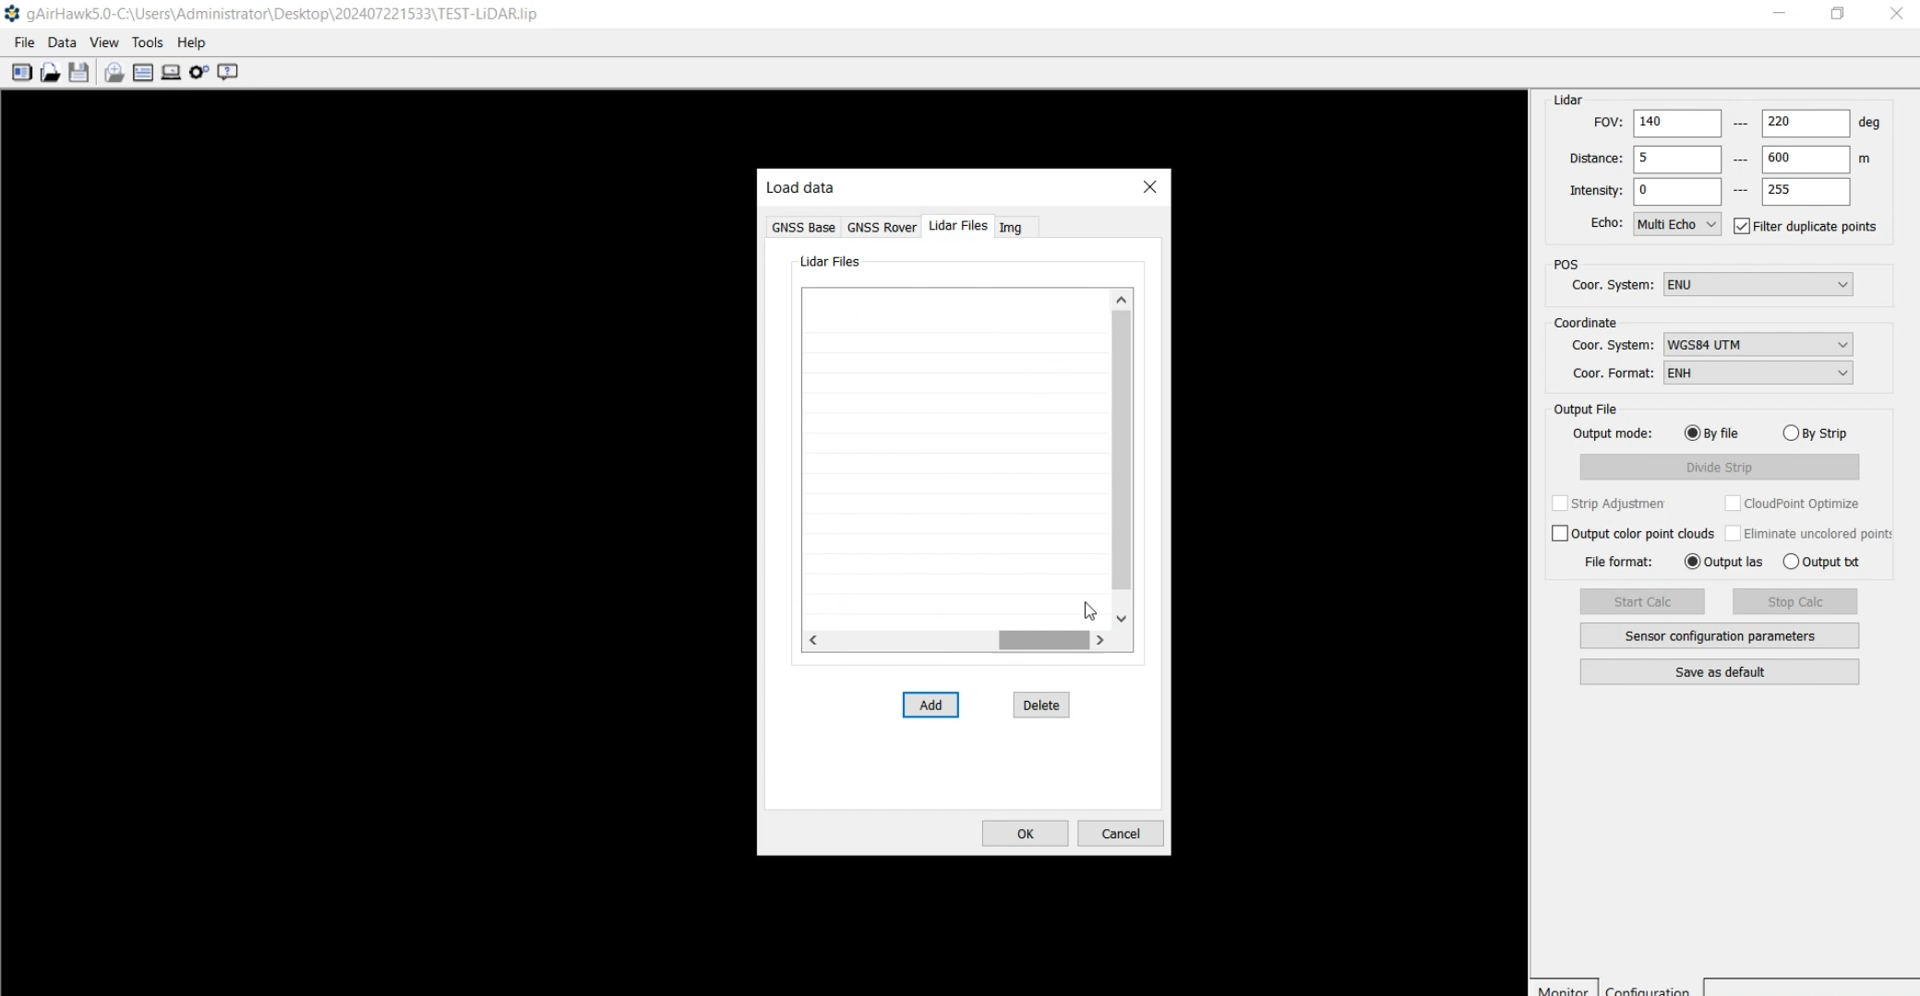 gAirHawk5.0-C:\Users\Administrator\Desktop\202407221533\TEST-LiDAR.lip
File Data View Tools Help
Load data
GNSS Base GNSS Rover Lidar Files Img
Lidar Files
Add Delete
OK Cancel
Lidar
FOV: 140 --- 220 deg
Distance: 5 --- 600 m
Intensity: 0 --- 255
Echo: Multi Echo Filter duplicate points
POS
Coor. System: ENU
Coordinate
Coor. System: WGS84 UTM
Coor. Format: ENH
Output File
Output mode: By file By Strip
Divide Strip
Strip Adjustmen CloudPoint Optimize
Output color point clouds Eliminate uncolored points
File format: Output las Output txt
Start Calc Stop Calc
Sensor configuration parameters
Save as default
Monitor Configuration